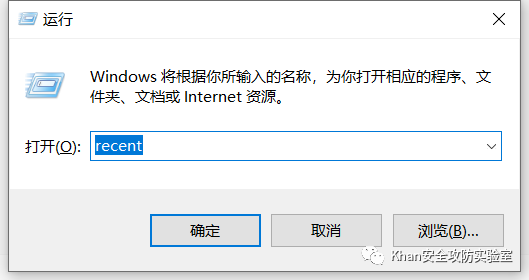 运行
Windows 将根据你所输入的名称，为你打开相应的程序、文
件夹、文档或 Internet 资源。
打开(O): recent
确定 取消 浏览(B)...
Khan安全攻防实验室